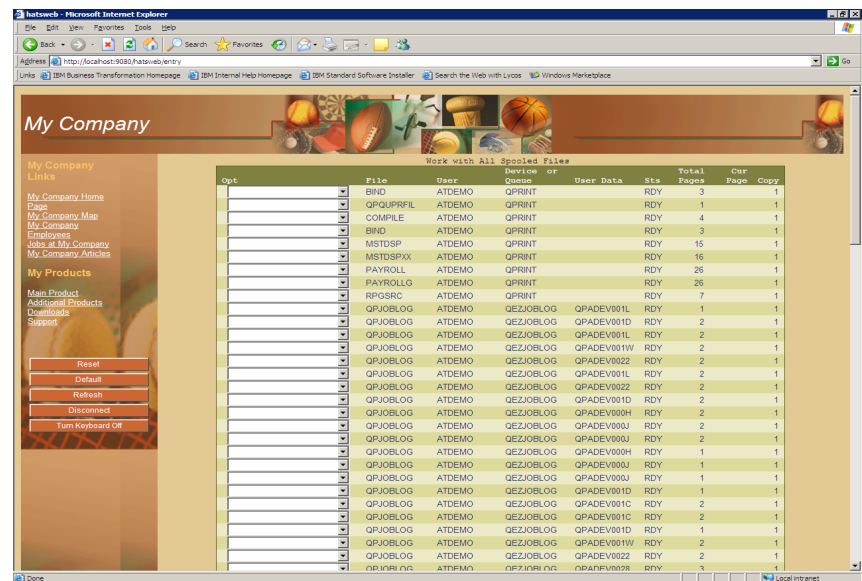 hatsweb - Microsoft Internet Explorer
File Edit View Favorites Tools Help
Back Search Favorites
Address http://localhost:9080/hatsweb/entry Go
Links IBM Business Transformation Homepage IBM Internal Help Homepage IBM Standard Software Installer Search the Web with Lycos Windows Marketplace
My Company
My Company
Links
My Company Home
Page
My Company Map
My Company
Employees
Jobs at My Company
My Company Articles
My Products
Main Product
Additional Products
Downloads
Support
Reset
Default
Refresh
Disconnect
Turn Keyboard Off
Work with All Spooled Files
Device or Total Cur
Opt File User Queue User Data Sts Pages Page Copy
BIND ATDEMO QPRINT RDY 3 1
QPQUPRFIL ATDEMO QPRINT RDY 1 1
COMPILE ATDEMO QPRINT RDY 4 1
BIND ATDEMO QPRINT RDY 3 1
MSTDSP ATDEMO QPRINT RDY 15 1
MSTDSPXX ATDEMO QPRINT RDY 16 1
PAYROLL ATDEMO QPRINT RDY 26 1
PAYROLLG ATDEMO QPRINT RDY 26 1
RPGSRC ATDEMO QPRINT RDY 7 1
QPJOBLOG ATDEMO QEZJOBLOG QPADEV001L RDY 1 1
QPJOBLOG ATDEMO QEZJOBLOG QPADEV001D RDY 2 1
QPJOBLOG ATDEMO QEZJOBLOG QPADEV001L RDY 2 1
QPJOBLOG ATDEMO QEZJOBLOG QPADEV001W RDY 2 1
QPJOBLOG ATDEMO QEZJOBLOG QPADEV0022 RDY 2 1
QPJOBLOG ATDEMO QEZJOBLOG QPADEV001L RDY 2 1
QPJOBLOG ATDEMO QEZJOBLOG QPADEV0022 RDY 2 1
QPJOBLOG ATDEMO QEZJOBLOG QPADEV001D RDY 2 1
QPJOBLOG ATDEMO QEZJOBLOG QPADEV000H RDY 2 1
QPJOBLOG ATDEMO QEZJOBLOG QPADEV000J RDY 2 1
QPJOBLOG ATDEMO QEZJOBLOG QPADEV000J RDY 2 1
QPJOBLOG ATDEMO QEZJOBLOG QPADEV000H RDY 1 1
QPJOBLOG ATDEMO QEZJOBLOG QPADEV000J RDY 1 1
QPJOBLOG ATDEMO QEZJOBLOG QPADEV000J RDY 1 1
QPJOBLOG ATDEMO QEZJOBLOG QPADEV001D RDY 1 1
QPJOBLOG ATDEMO QEZJOBLOG QPADEV001C RDY 2 1
QPJOBLOG ATDEMO QEZJOBLOG QPADEV001C RDY 2 1
QPJOBLOG ATDEMO QEZJOBLOG QPADEV001D RDY 1 1
QPJOBLOG ATDEMO QEZJOBLOG QPADEV001W RDY 2 1
QPJOBLOG ATDEMO QEZJOBLOG QPADEV0022 RDY 2 1
QPJOBLOG ATDEMO QEZJOBLOG QPADEV0028 RDY 3 1
Done Local intranet